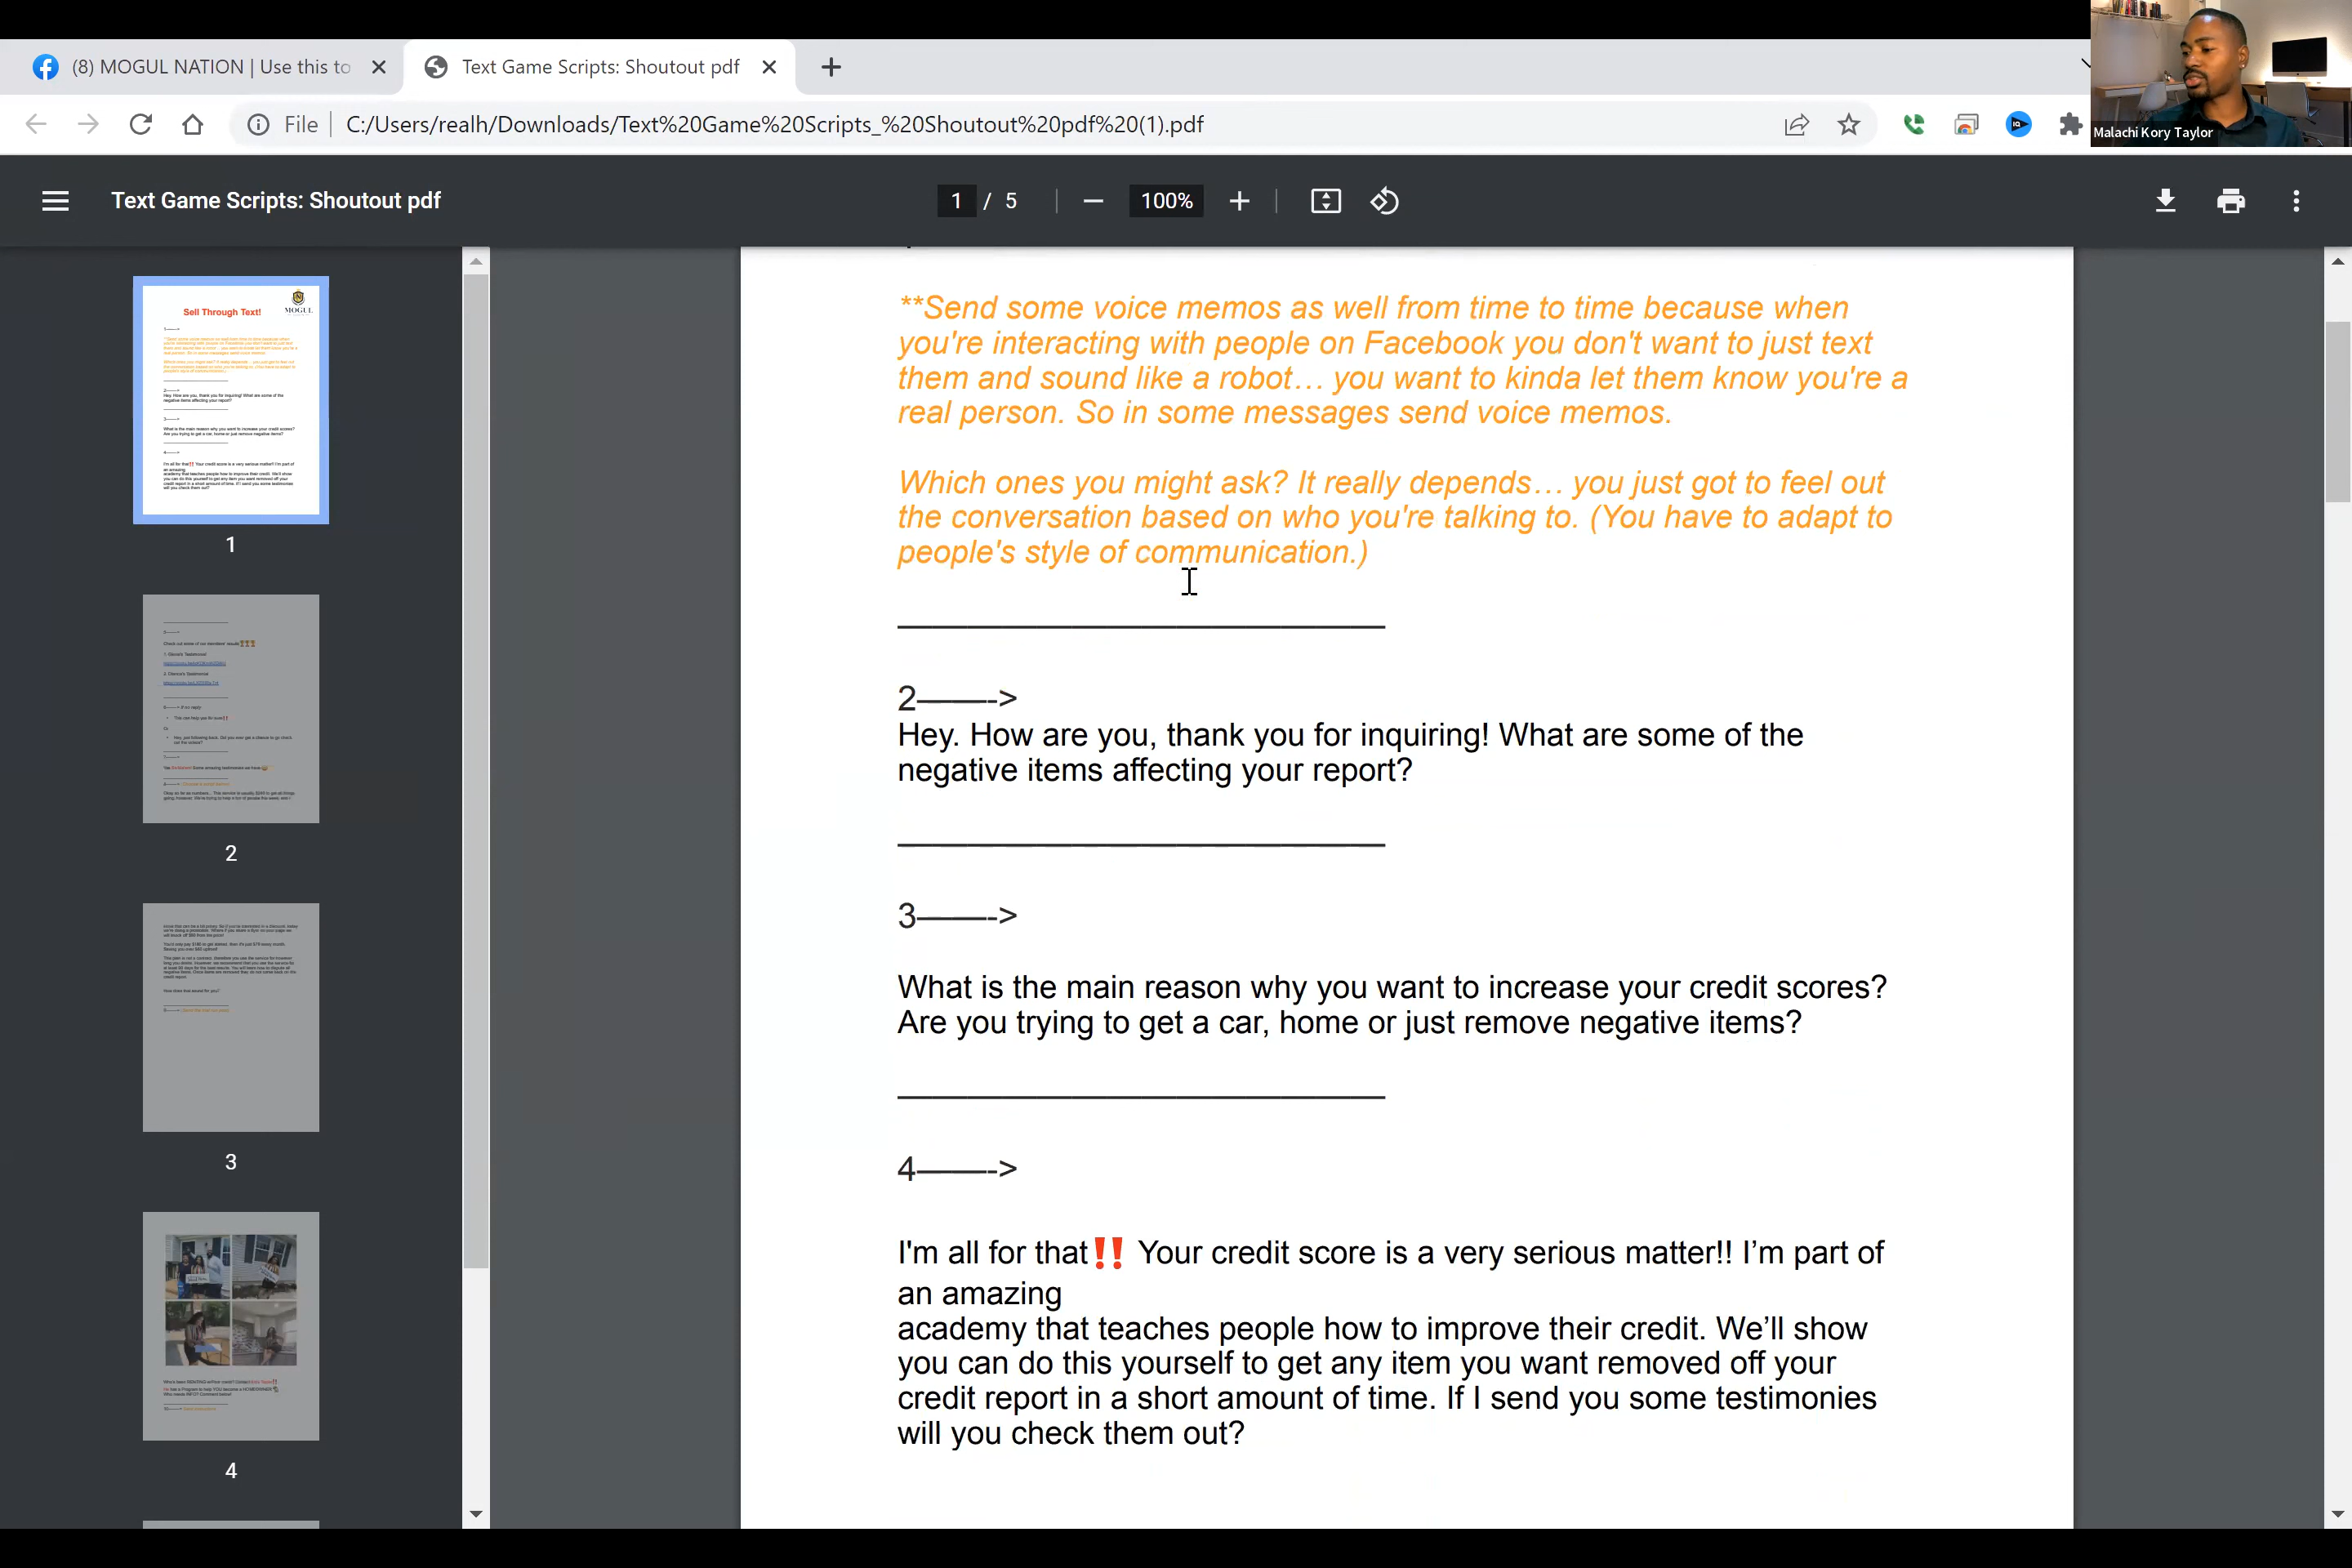 (8) MOGUL NATION | Use this to
Text Game Scripts: Shoutout pdf
File
C:/Users/realh/Downloads/Text%20Game%20Scripts_%20Shoutout%20pdf%20(1).pdf
Malachi Kory Taylor
Text Game Scripts: Shoutout pdf
1 / 5
100%
Sell Through Text!
MOGUL
1
2
3
4
**Send some voice memos as well from time to time because when
you're interacting with people on Facebook you don't want to just text
them and sound like a robot… you want to kinda let them know you're a
real person. So in some messages send voice memos.
Which ones you might ask? It really depends… you just got to feel out
the conversation based on who you're talking to. (You have to adapt to
people's style of communication.)
2——->
Hey. How are you, thank you for inquiring! What are some of the
negative items affecting your report?
3——->
What is the main reason why you want to increase your credit scores?
Are you trying to get a car, home or just remove negative items?
4——->
I'm all for that‼️ Your credit score is a very serious matter!! I’m part of
an amazing
academy that teaches people how to improve their credit. We’ll show
you can do this yourself to get any item you want removed off your
credit report in a short amount of time. If I send you some testimonies
will you check them out?